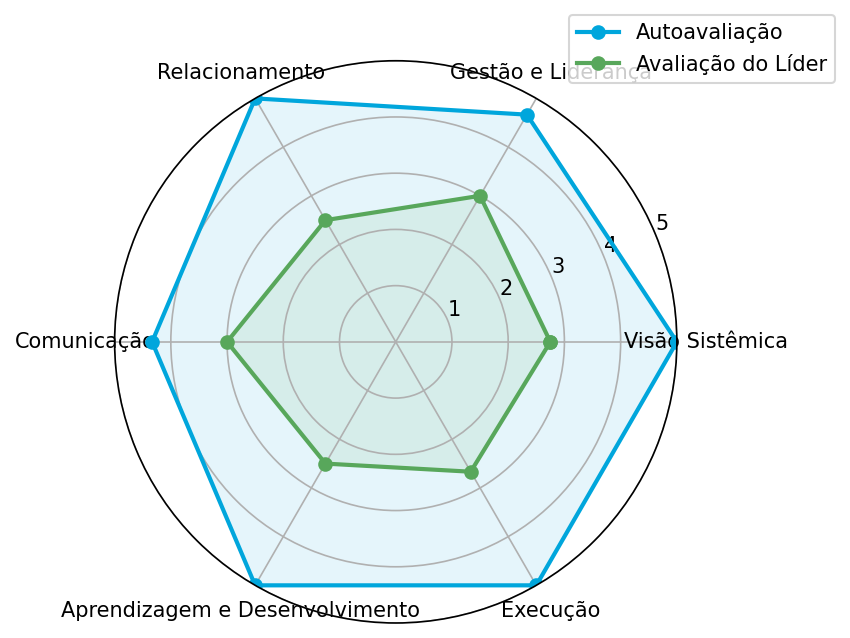 Autoavaliação
Avaliação do Líder
Relacionamento
Gestão e Liderança
5
4
3
2
1
Comunicação
Visão Sistêmica
Aprendizagem e Desenvolvimento
Execução